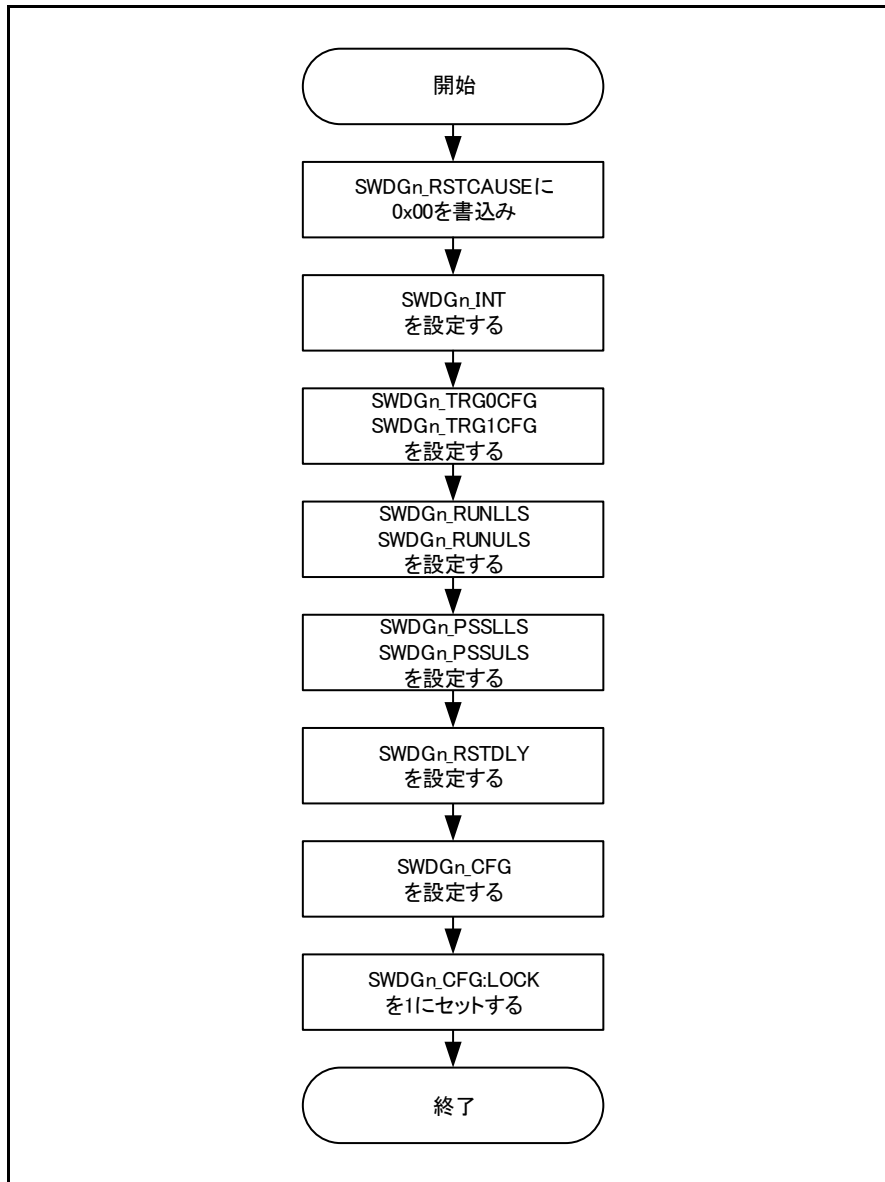 開始
SWDGn_RSTCAUSEに
0x00を書込み
SWDGn_INT
を設定する
SWDGn_TRG0CFG
SWDGn_TRG1CFG
を設定する
SWDGn_RUNLLS
SWDGn_RUNULS
を設定する
SWDGn_PSSLLS
SWDGn_PSSULS
を設定する
SWDGn_RSTDLY
を設定する
SWDGn_CFG
を設定する
SWDGn_CFG:LOCK
を1にセットする
終了